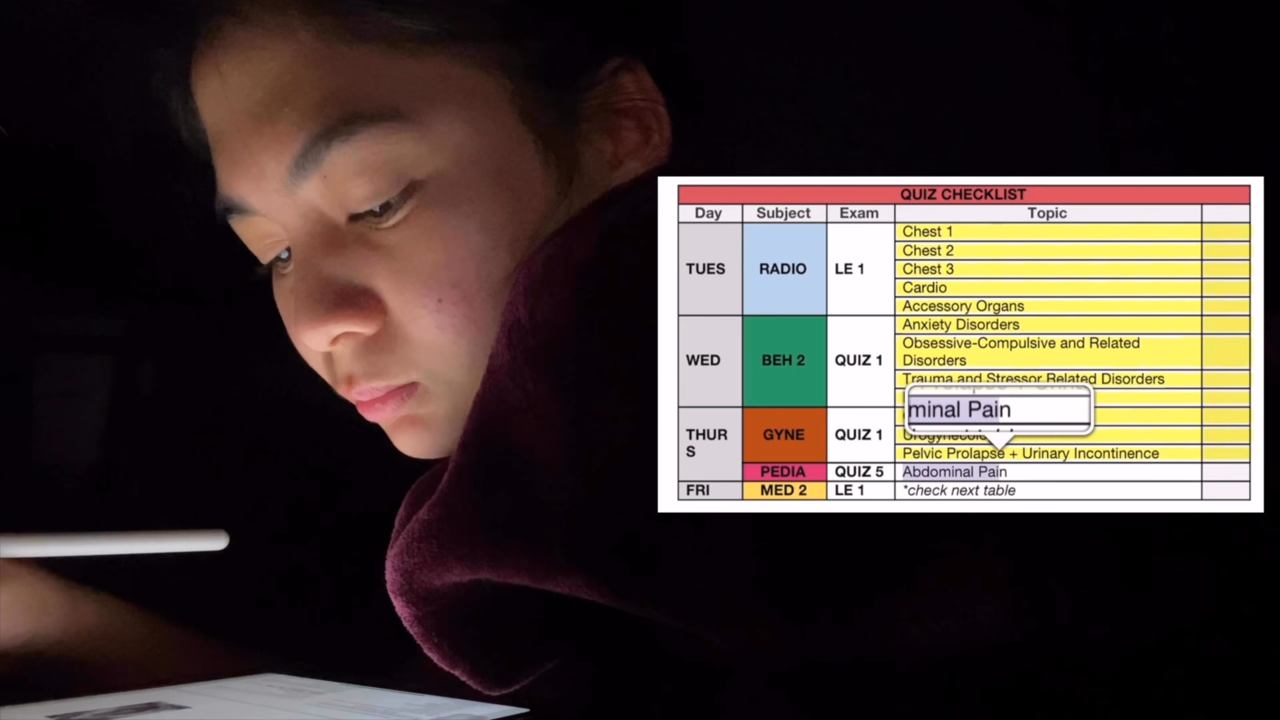 QUIZ CHECKLIST
Day Subject Exam Topic
TUES RADIO LE 1
Chest 1
Chest 2
Chest 3
Cardio
Accessory Organs
WED BEH 2 QUIZ 1
Anxiety Disorders
Obsessive-Compulsive and Related
Disorders
Trauma and Stressor Related Disorders
minal Pain
THUR
S
GYNE QUIZ 1
Pelvic Prolapse + Urinary Incontinence
PEDIA QUIZ 5 Abdominal Pain
FRI MED 2 LE 1 *check next table